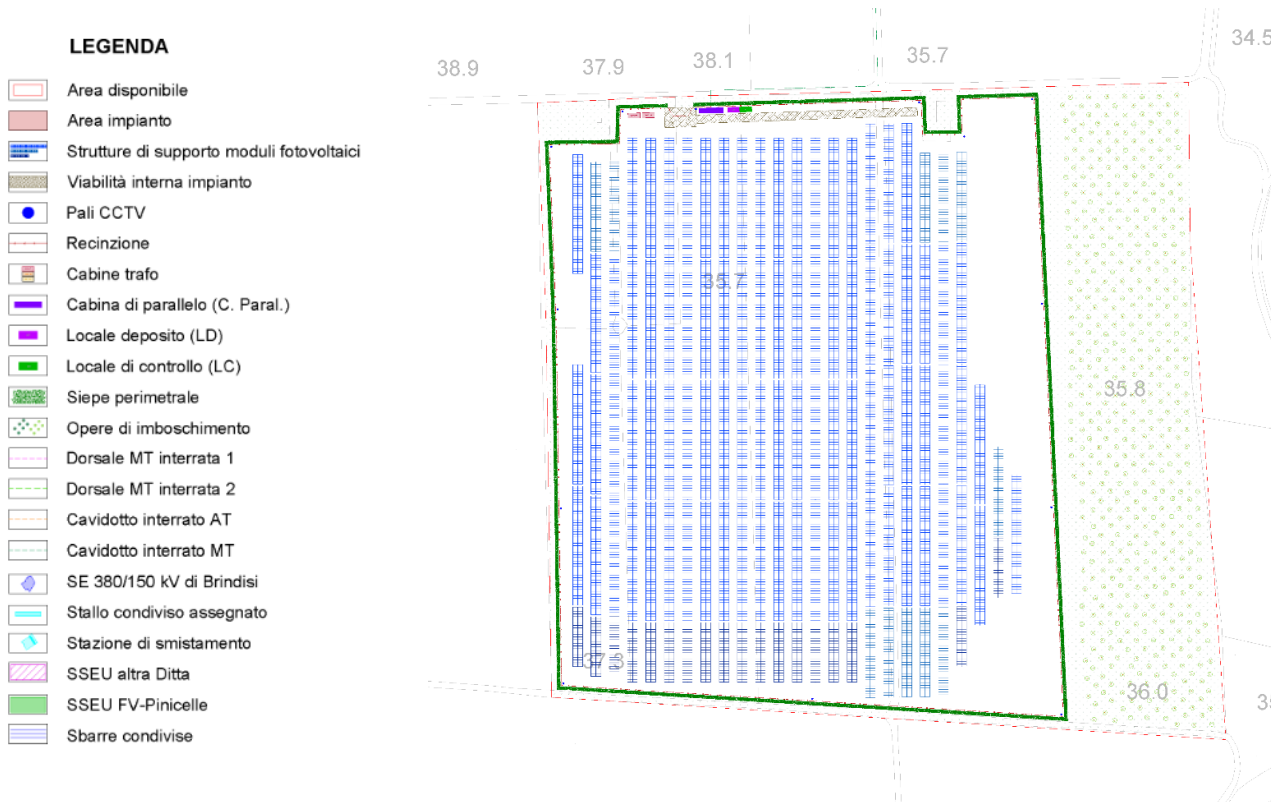 LEGENDA
Area disponibile
Area impianto
Strutture di supporto moduli fotovoltaici
Viabilità interna impianto
Pali CCTV
Recinzione
Cabine trafo
Cabina di parallelo (C. Paral.)
Locale deposito (LD)
Locale di controllo (LC)
Siepe perimetrale
Opere di imboschimento
Dorsale MT interrata 1
Dorsale MT interrata 2
Cavidotto interrato AT
Cavidotto interrato MT
SE 380/150 kV di Brindisi
Stallo condiviso assegnato
Stazione di smistamento
SSEU altra Ditta
SSEU FV-Pinicelle
Sbarre condivise
38.9
37.9
38.1
35.7
34.5
35.7
35.8
37.3
36.0